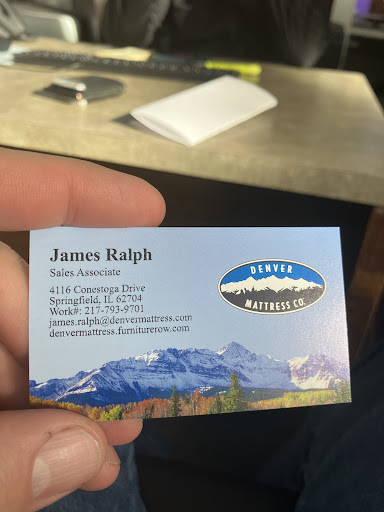 James Ralph
Sales Associate
4116 Conestoga Drive
Springfield, IL 62704
Work#: 217-793-9701
james.ralph@denvermattress.com
denvermattress.furniturerow.com
DENVER
MATTRESS CO.